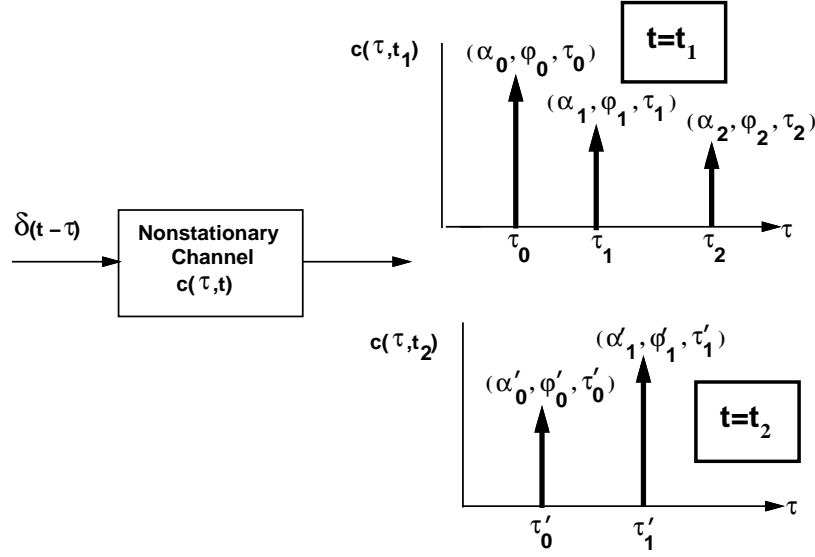 c(τ,t₁)
(α₀,φ₀,τ₀)
t=t₁
(α₁,φ₁,τ₁)
(α₂,φ₂,τ₂)
δ(t−τ)
Nonstationary
Channel
c(τ,t)
τ₀ τ₁ τ₂ τ
c(τ,t₂)
(α′₁,φ′₁,τ′₁)
(α′₀,φ′₀,τ′₀)
t=t₂
τ′₀ τ′₁ τ